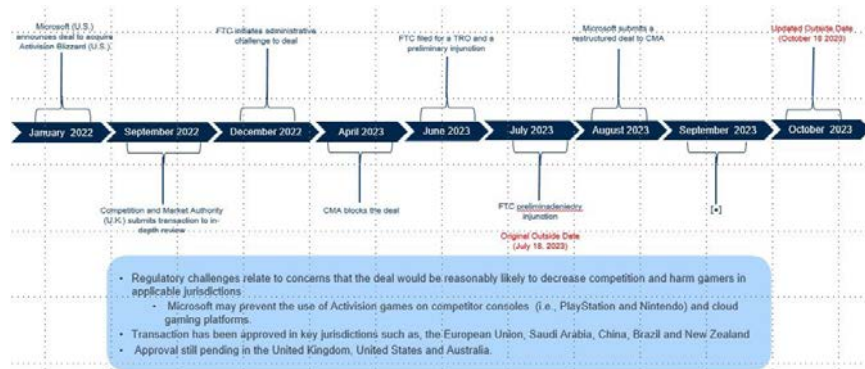 Microsoft (U.S.)
announces deal to acquire
Activision Blizzard (U.S.).
FTC initiates administrative
challenge to deal
FTC filed for a TRO and a
preliminary injunction
Microsoft submits a
restructured deal to CMA
Updated Outside Date
(October 18 2023)
January 2022
September 2022
December 2022
April 2023
June 2023
July 2023
August 2023
September 2023
October 2023
Competition and Market Authority
(U.K.) submits transaction to in-
depth review
CMA blocks the deal
FTC preliminadeniedry
injunction
Original Outside Date
(July 18, 2023)
[•]
• Regulatory challenges relate to concerns that the deal would be reasonably likely to decrease competition and harm gamers in
applicable jurisdictions
- Microsoft may prevent the use of Activision games on competitor consoles (i.e., PlayStation and Nintendo) and cloud
gaming platforms.
• Transaction has been approved in key jurisdictions such as, the European Union, Saudi Arabia, China, Brazil and New Zealand
• Approval still pending in the United Kingdom, United States and Australia.